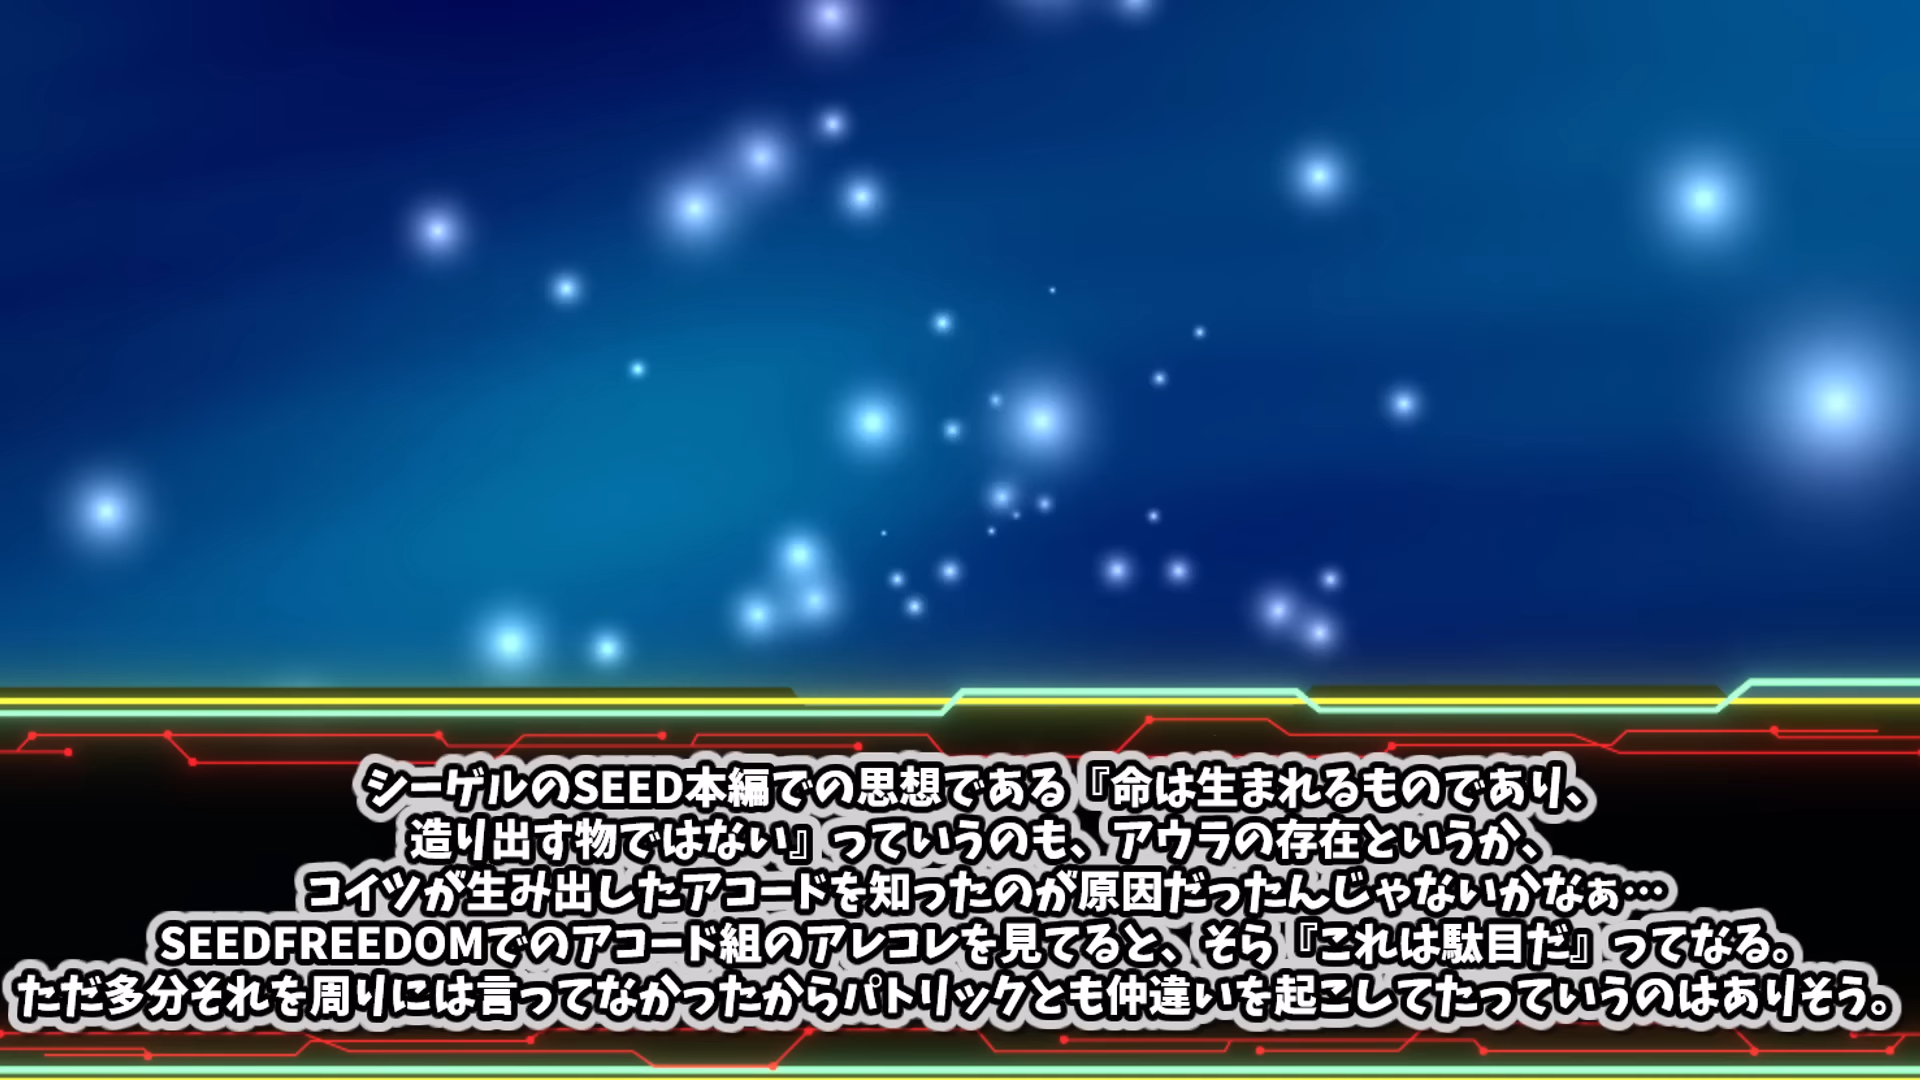 シーゲルのSEED本編での思想である『命は生まれるものであり、
造り出す物ではない』っていうのも、アウラの存在というか、
コイツが生み出したアコードを知ったのが原因だったんじゃないかなぁ…
SEEDFREEDOMでのアコード組のアレコレを見てると、そら『これは駄目だ』ってなる。
ただ多分それを周りには言ってなかったからパトリックとも仲違いを起こしてたっていうのはありそう。